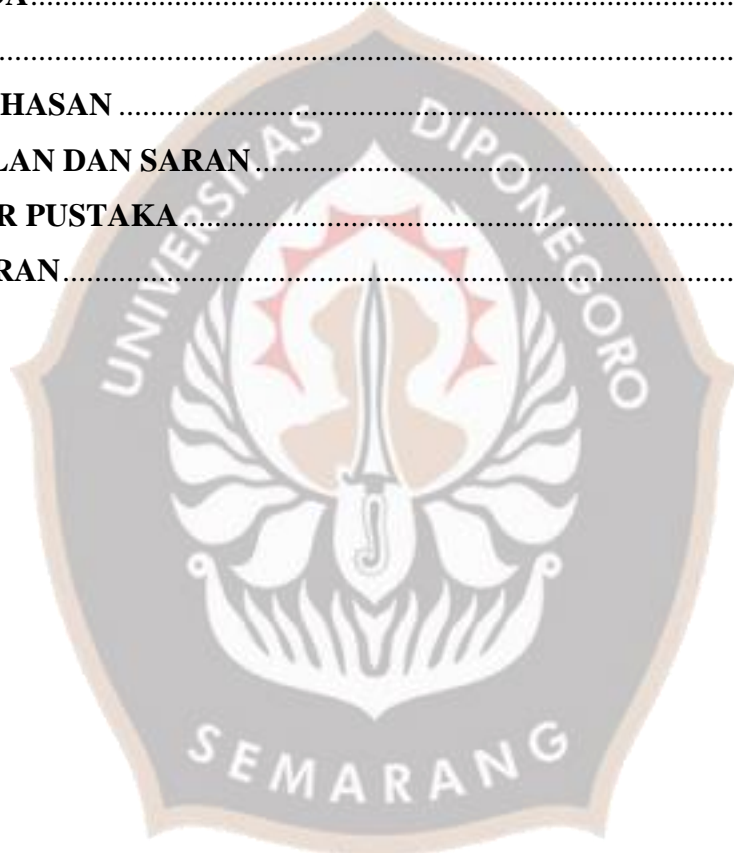 A....................................................................................
....................................................................................
HASAN....................................................................................
LAN DAN SARAN....................................................................................
R PUSTAKA....................................................................................
RAN....................................................................................
UNIVERSITAS DIPONEGORO
SEMARANG